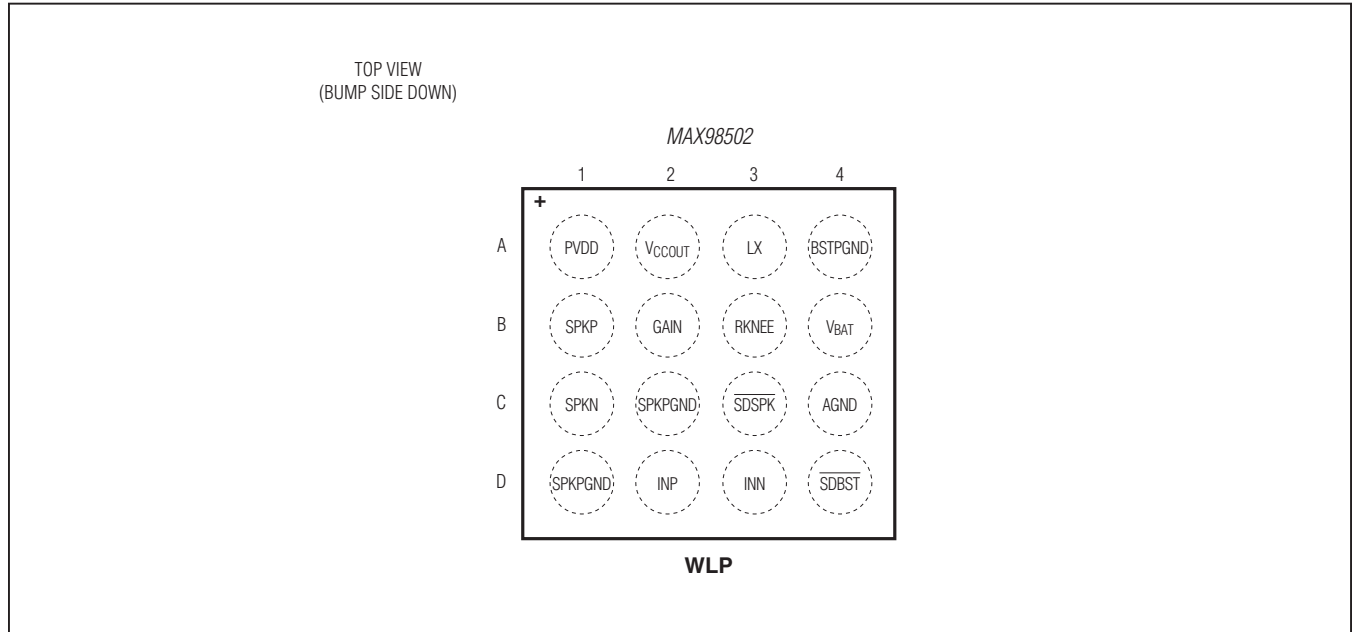 TOP VIEW
(BUMP SIDE DOWN)
MAX98502
1 2 3 4
+
A PVDD VCCOUT LX BSTPGND
B SPKP GAIN RKNEE VBAT
C SPKN SPKPGND SDSPK AGND
D SPKPGND INP INN SDBST
WLP